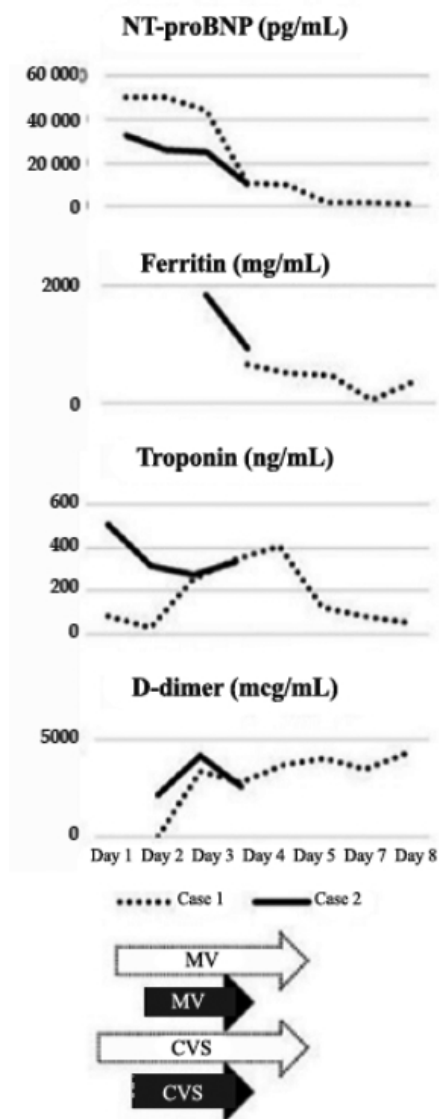 NT-proBNP (pg/mL)
60 000
40 000
20 000
0
Ferritin (mg/mL)
2000
0
Troponin (ng/mL)
600
400
200
0
D-dimer (mcg/mL)
5000
0
Day 1 Day 2 Day 3 Day 4 Day 5 Day 7 Day 8
Case 1 Case 2
MV
MV
CVS
CVS